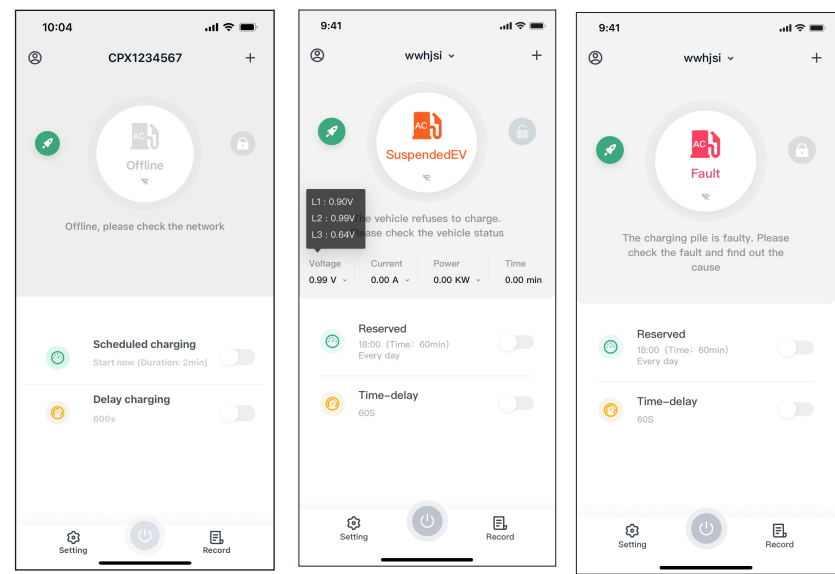 10:04
CPX1234567
AC
Offline
Offline, please check the network
Scheduled charging
Start now (Duration: 2min)
Delay charging
600s
Setting
Record
9:41
wwhjsi
AC
SuspendedEV
L1 : 0.90V
L2 : 0.99V
L3 : 0.64V
he vehicle refuses to charge.
ease check the vehicle status
Voltage Current Power Time
0.99 V 0.00 A 0.00 KW 0.00 min
Reserved
18:00 (Time: 60min)
Every day
Time-delay
60S
Setting
Record
9:41
wwhjsi
AC
Fault
The charging pile is faulty. Please
check the fault and find out the
cause
Reserved
18:00 (Time: 60min)
Every day
Time-delay
60S
Setting
Record